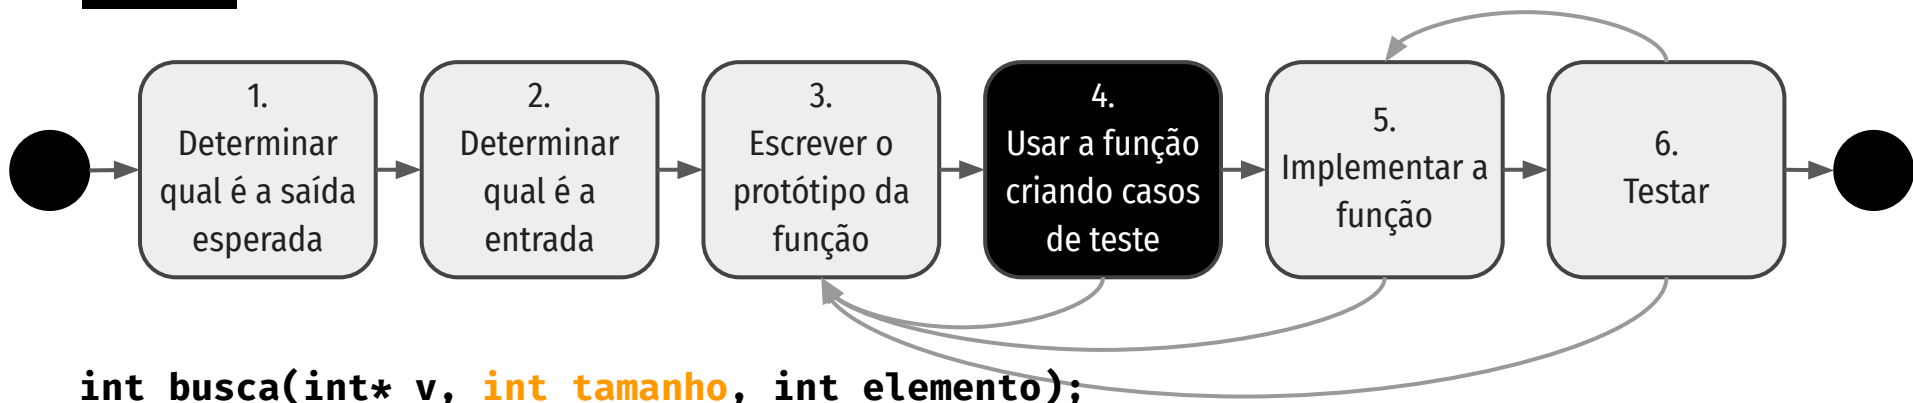 1.
Determinar
qual é a saída
esperada
2.
Determinar
qual é a
entrada
3.
Escrever o
protótipo da
função
4.
Usar a função
criando casos
de teste
5.
Implementar a
função
6.
Testar
int busca(int* v, int tamanho, int elemento);